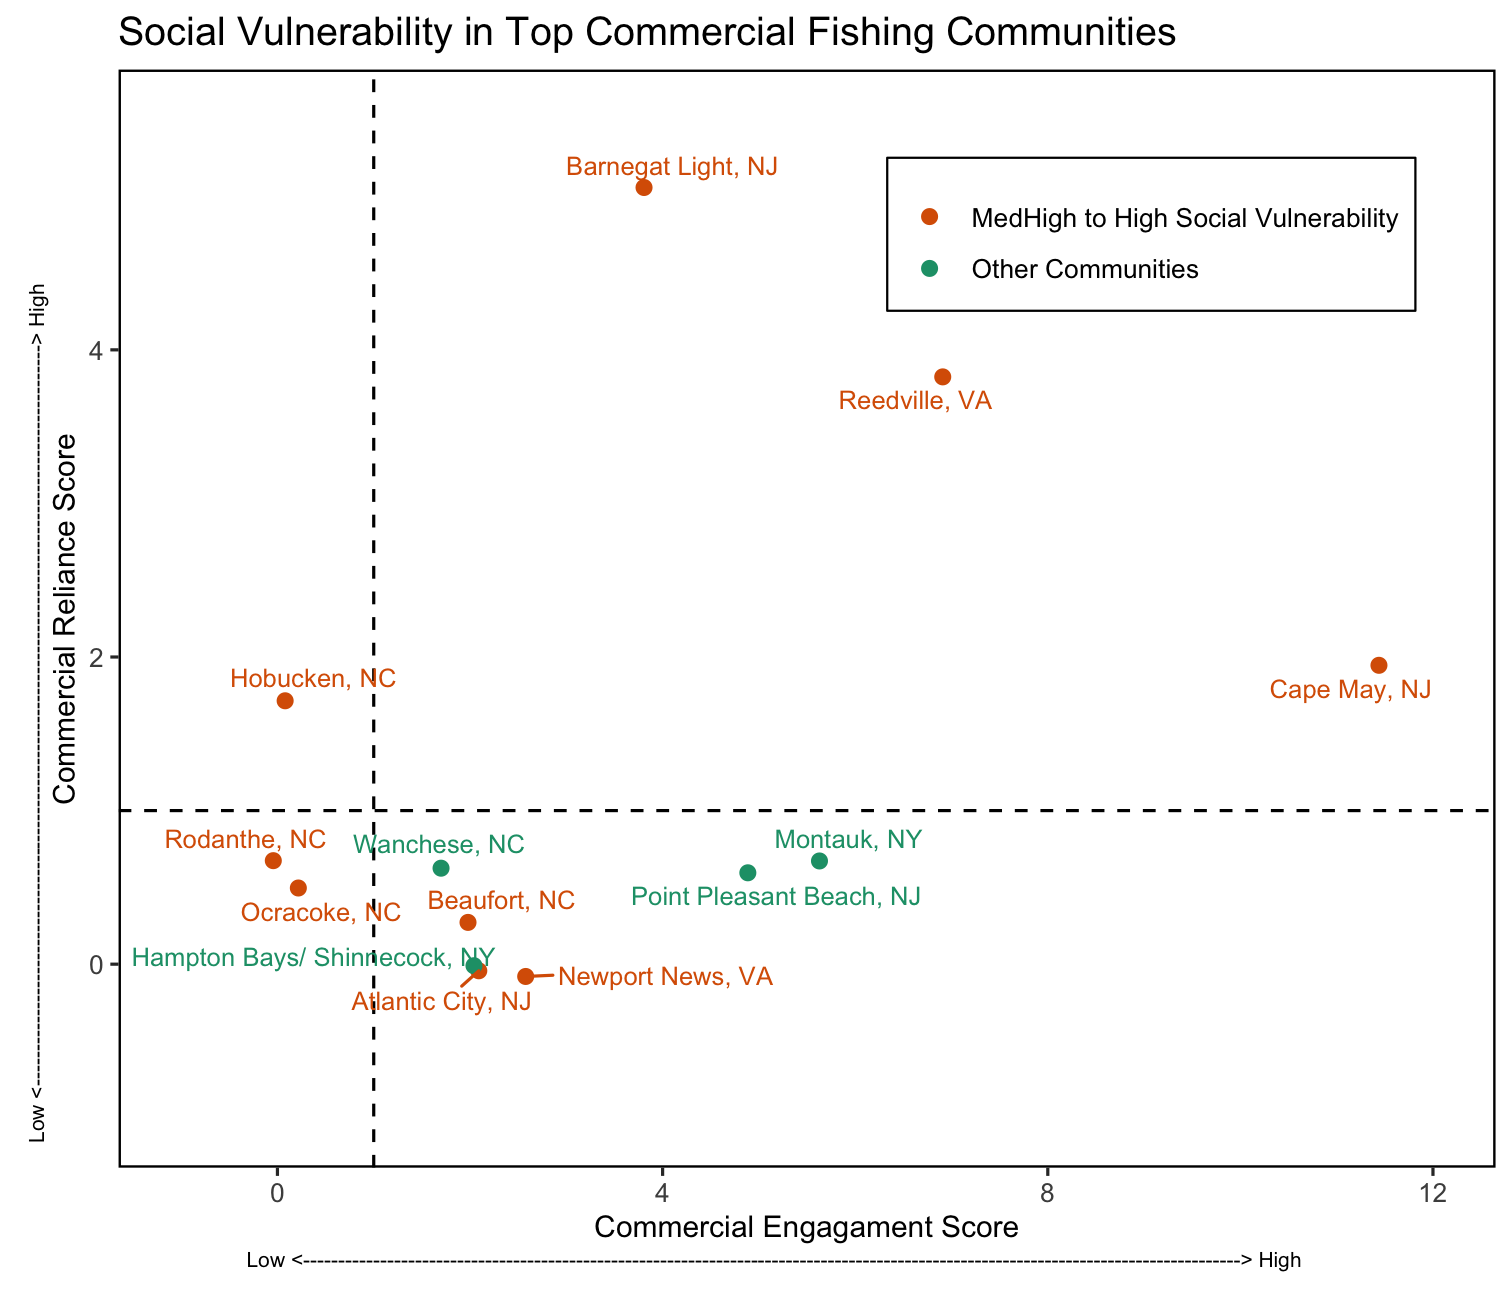 Social Vulnerability in Top Commercial Fishing Communities
Barnegat Light, NJ
MedHigh to High Social Vulnerability
Other Communities
Reedville, VA
Hobucken, NC
Cape May, NJ
Rodanthe, NC
Wanchese, NC
Montauk, NY
Point Pleasant Beach, NJ
Beaufort, NC
Ocracoke, NC
Hampton Bays/ Shinnecock, NY
Newport News, VA
Atlantic City, NJ
4
2
0
Commercial Reliance Score
Low <--------------------------------------------------------------------------------------> High
0 4 8 12
Commercial Engagament Score
Low <--------------------------------------------------------------------------------------------------------------------------------------> High